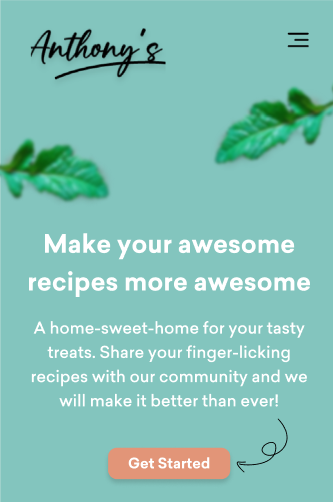 Anthony's
Make your awesome
recipes more awesome
A home-sweet-home for your tasty
treats. Share your finger-licking
recipes with our community and we
will make it better than ever!
Get Started